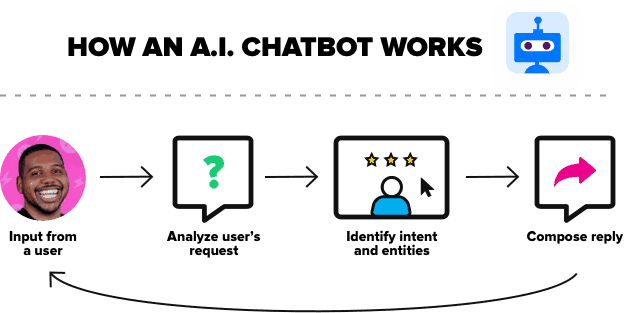 HOW AN A.I. CHATBOT WORKS
Input from
a user
Analyze user's
request
Identify intent
and entities
Compose reply